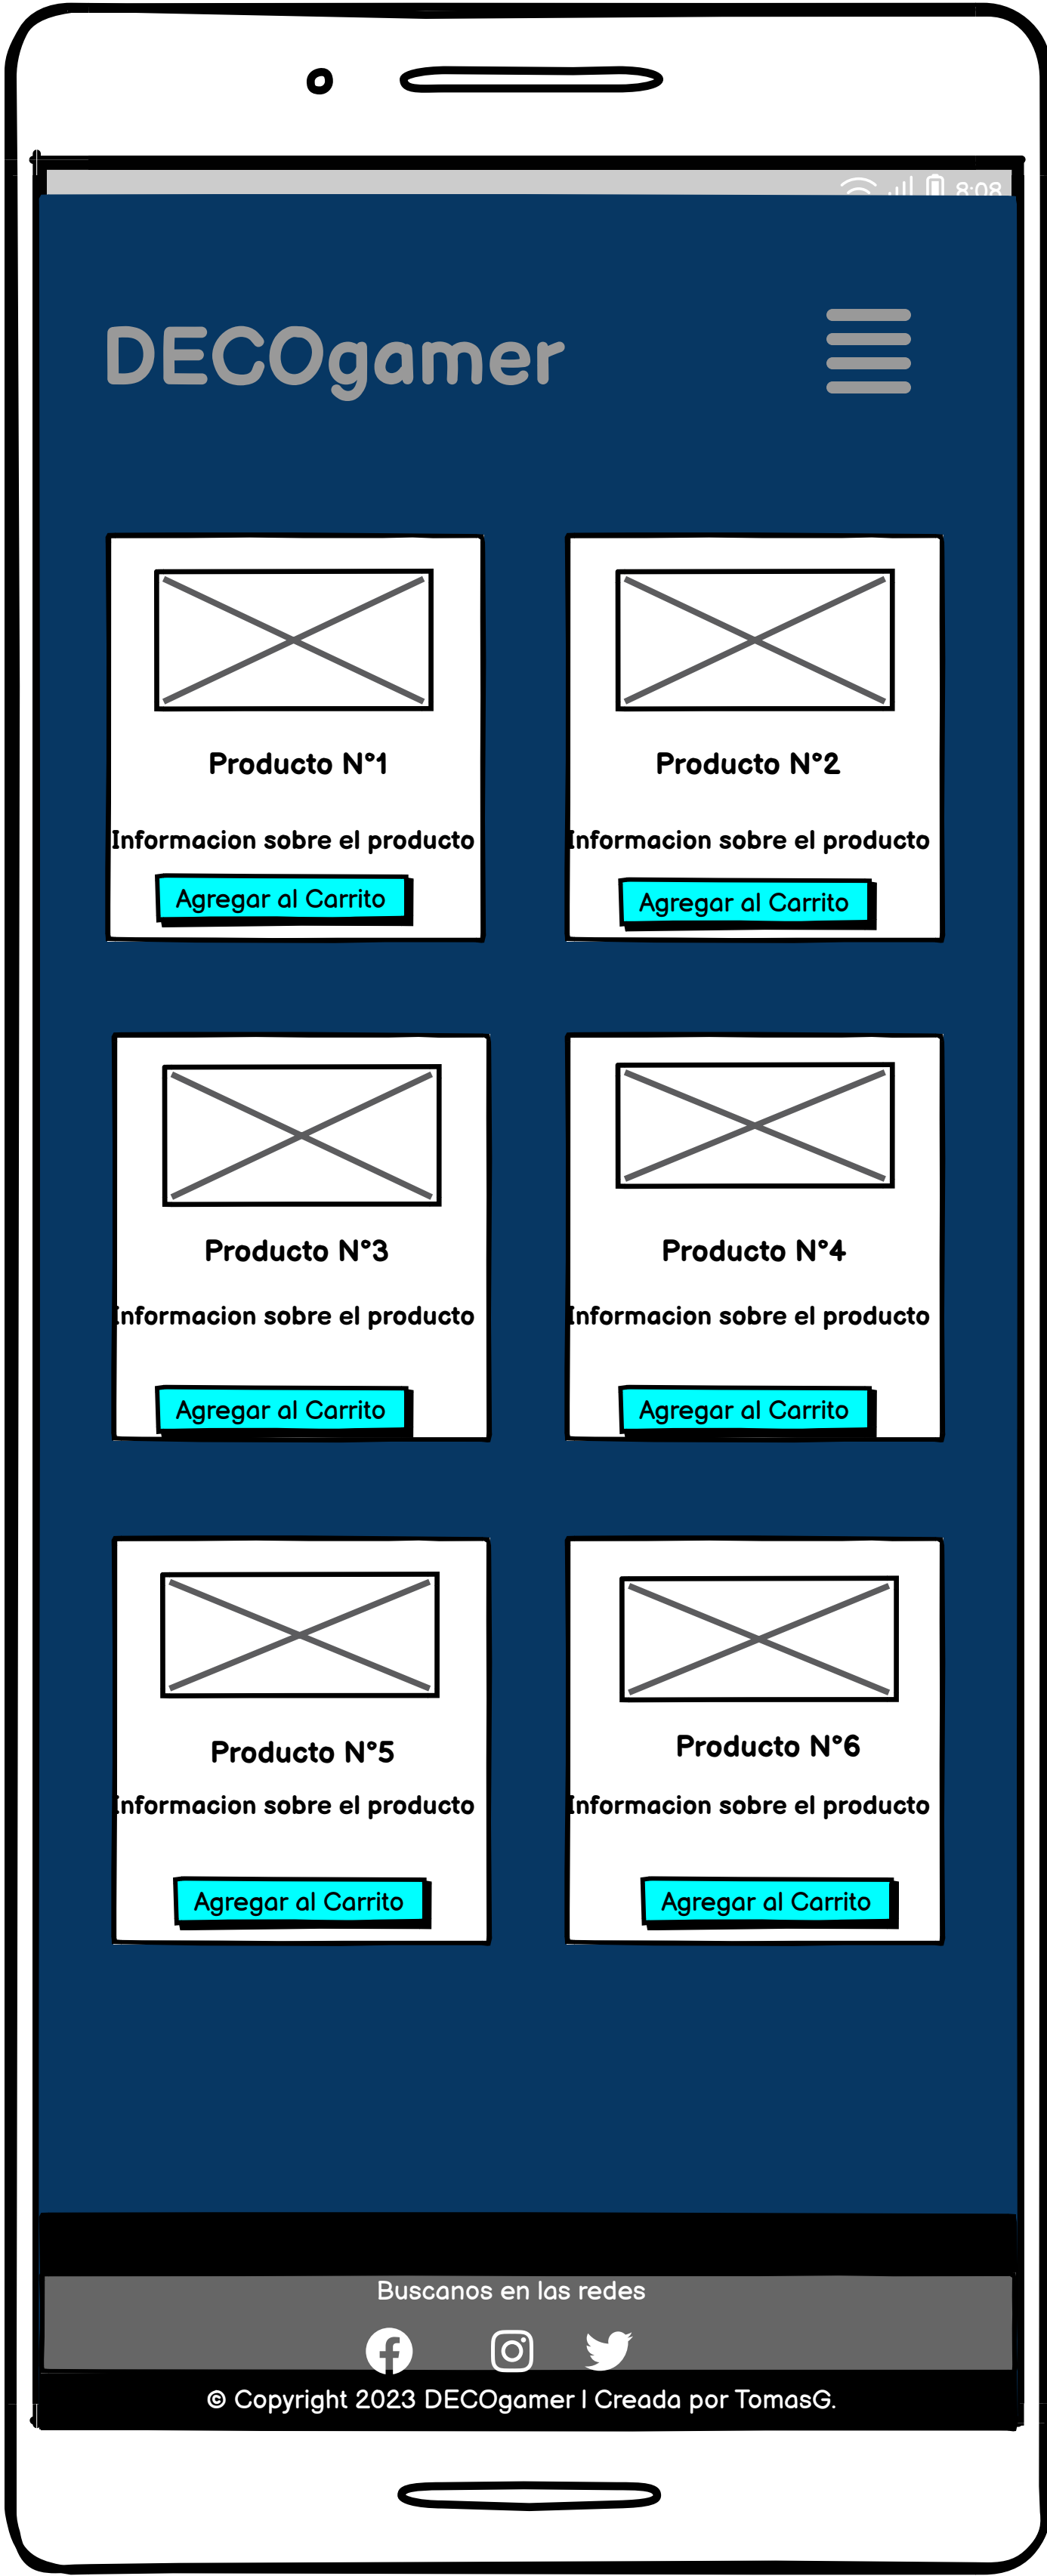 8:08
DECOgamer
Producto N°1
Informacion sobre el producto
Agregar al Carrito
Producto N°2
Informacion sobre el producto
Agregar al Carrito
Producto N°3
Informacion sobre el producto
Agregar al Carrito
Producto N°4
Informacion sobre el producto
Agregar al Carrito
Producto N°5
Informacion sobre el producto
Agregar al Carrito
Producto N°6
Informacion sobre el producto
Agregar al Carrito
Buscanos en las redes
© Copyright 2023 DECOgamer | Creada por TomasG.